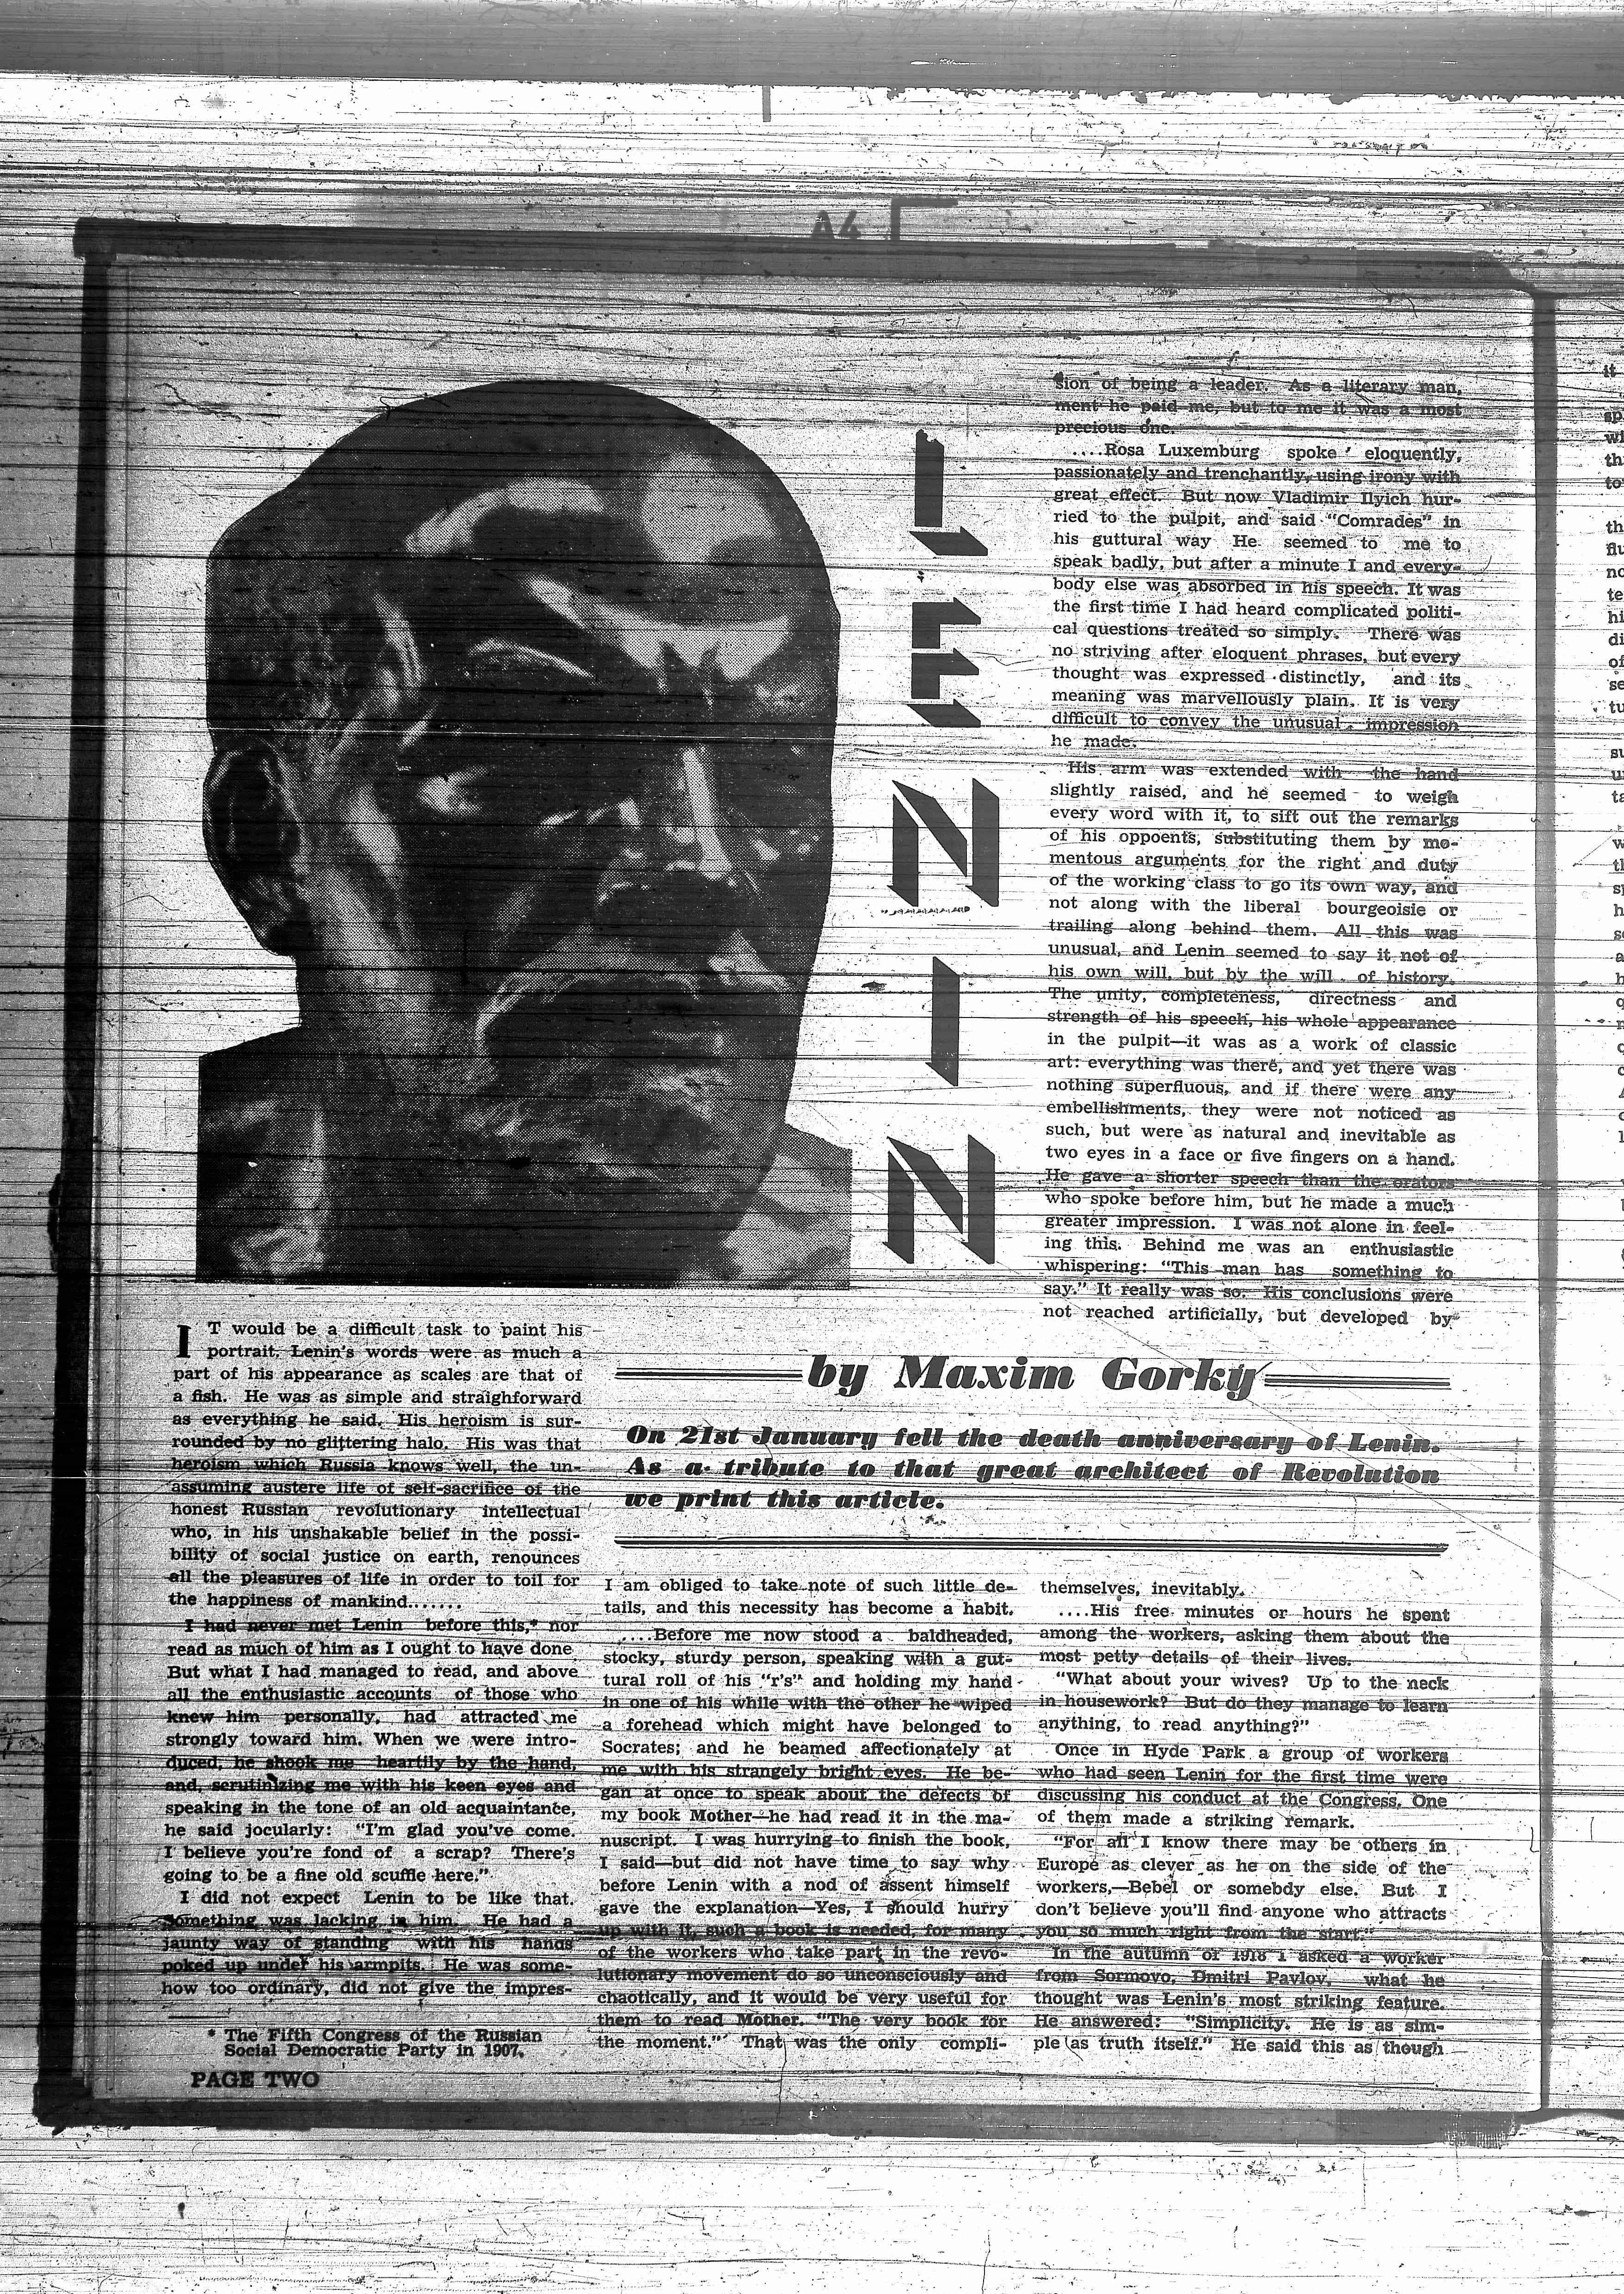 A4
LENIN
IT would be a difficult task to paint his
portrait. Lenin's words were as much a
part of his appearance as scales are that of
a fish. He was as simple and straighforward
as everything he said. His heroism is sur-
rounded by no glittering halo. His was that
heroism which Russia knows well, the un-
assuming austere life of self-sacrifice of the
honest Russian revolutionary intellectual
who, in his unshakable belief in the possi-
bility of social justice on earth, renounces
all the pleasures of life in order to toil for
the happiness of mankind.......
I had never met Lenin before this,* nor
read as much of him as I ought to have done
But what I had managed to read, and above
all the enthusiastic accounts of those who
knew him personally, had attracted me
strongly toward him. When we were intro-
duced, he shook me heartily by the hand,
and, scrutinizing me with his keen eyes and
speaking in the tone of an old acquaintance,
he said jocularly: "I'm glad you've come.
I believe you're fond of a scrap? There's
going to be a fine old scuffle here."
I did not expect Lenin to be like that.
Something was lacking in him. He had a
jaunty way of standing with his hands
poked up under his armpits. He was some-
how too ordinary, did not give the impres-
* The Fifth Congress of the Russian
Social Democratic Party in 1907.
PAGE TWO
by Maxim Gorky
On 21st January fell the death anniversary of Lenin.
As a tribute to that great architect of Revolution
we print this article.
I am obliged to take note of such little de-
tails, and this necessity has become a habit.
....Before me now stood a baldheaded,
stocky, sturdy person, speaking with a gut-
tural roll of his "r's" and holding my hand
in one of his while with the other he wiped
a forehead which might have belonged to
Socrates; and he beamed affectionately at
me with his strangely bright eyes. He be-
gan at once to speak about the defects of
my book Mother—he had read it in the ma-
nuscript. I was hurrying to finish the book,
I said—but did not have time to say why
before Lenin with a nod of assent himself
gave the explanation—Yes, I should hurry
up with it, such a book is needed, for many
of the workers who take part in the revo-
lutionary movement do so unconsciously and
chaotically, and it would be very useful for
them to read Mother. "The very book for
the moment." That was the only compli-
sion of being a leader. As a literary man,
ment he paid me, but to me it was a most
precious one.
....Rosa Luxemburg spoke eloquently,
passionately and trenchantly, using irony with
great effect. But now Vladimir Ilyich hur-
ried to the pulpit, and said "Comrades" in
his guttural way He seemed to me to
speak badly, but after a minute I and every-
body else was absorbed in his speech. It was
the first time I had heard complicated politi-
cal questions treated so simply. There was
no striving after eloquent phrases, but every
thought was expressed distinctly, and its
meaning was marvellously plain. It is very
difficult to convey the unusual impression
he made.
His arm was extended with the hand
slightly raised, and he seemed to weigh
every word with it, to sift out the remarks
of his oppoents, substituting them by mo-
mentous arguments for the right and duty
of the working class to go its own way, and
not along with the liberal bourgeoisie or
trailing along behind them. All this was
unusual, and Lenin seemed to say it not of
his own will, but by the will of history.
The unity, completeness, directness and
strength of his speech, his whole appearance
in the pulpit—it was as a work of classic
art: everything was there, and yet there was
nothing superfluous, and if there were any
embellishments, they were not noticed as
such, but were as natural and inevitable as
two eyes in a face or five fingers on a hand.
He gave a shorter speech than the orators
who spoke before him, but he made a much
greater impression. I was not alone in feel-
ing this. Behind me was an enthusiastic
whispering: "This man has something to
say." It really was so. His conclusions were
not reached artificially, but developed by
themselves, inevitably.
....His free minutes or hours he spent
among the workers, asking them about the
most petty details of their lives.
"What about your wives? Up to the neck
in housework? But do they manage to learn
anything, to read anything?"
Once in Hyde Park a group of workers
who had seen Lenin for the first time were
discussing his conduct at the Congress. One
of them made a striking remark.
"For all I know there may be others in
Europe as clever as he on the side of the
workers,—Bebel or somebdy else. But I
don't believe you'll find anyone who attracts
you so much right from the start."
In the autumn of 1918 I asked a worker
from Sormovo, Dmitri Pavlov, what he
thought was Lenin's most striking feature.
He answered: "Simplicity. He is as sim-
ple as truth itself." He said this as though